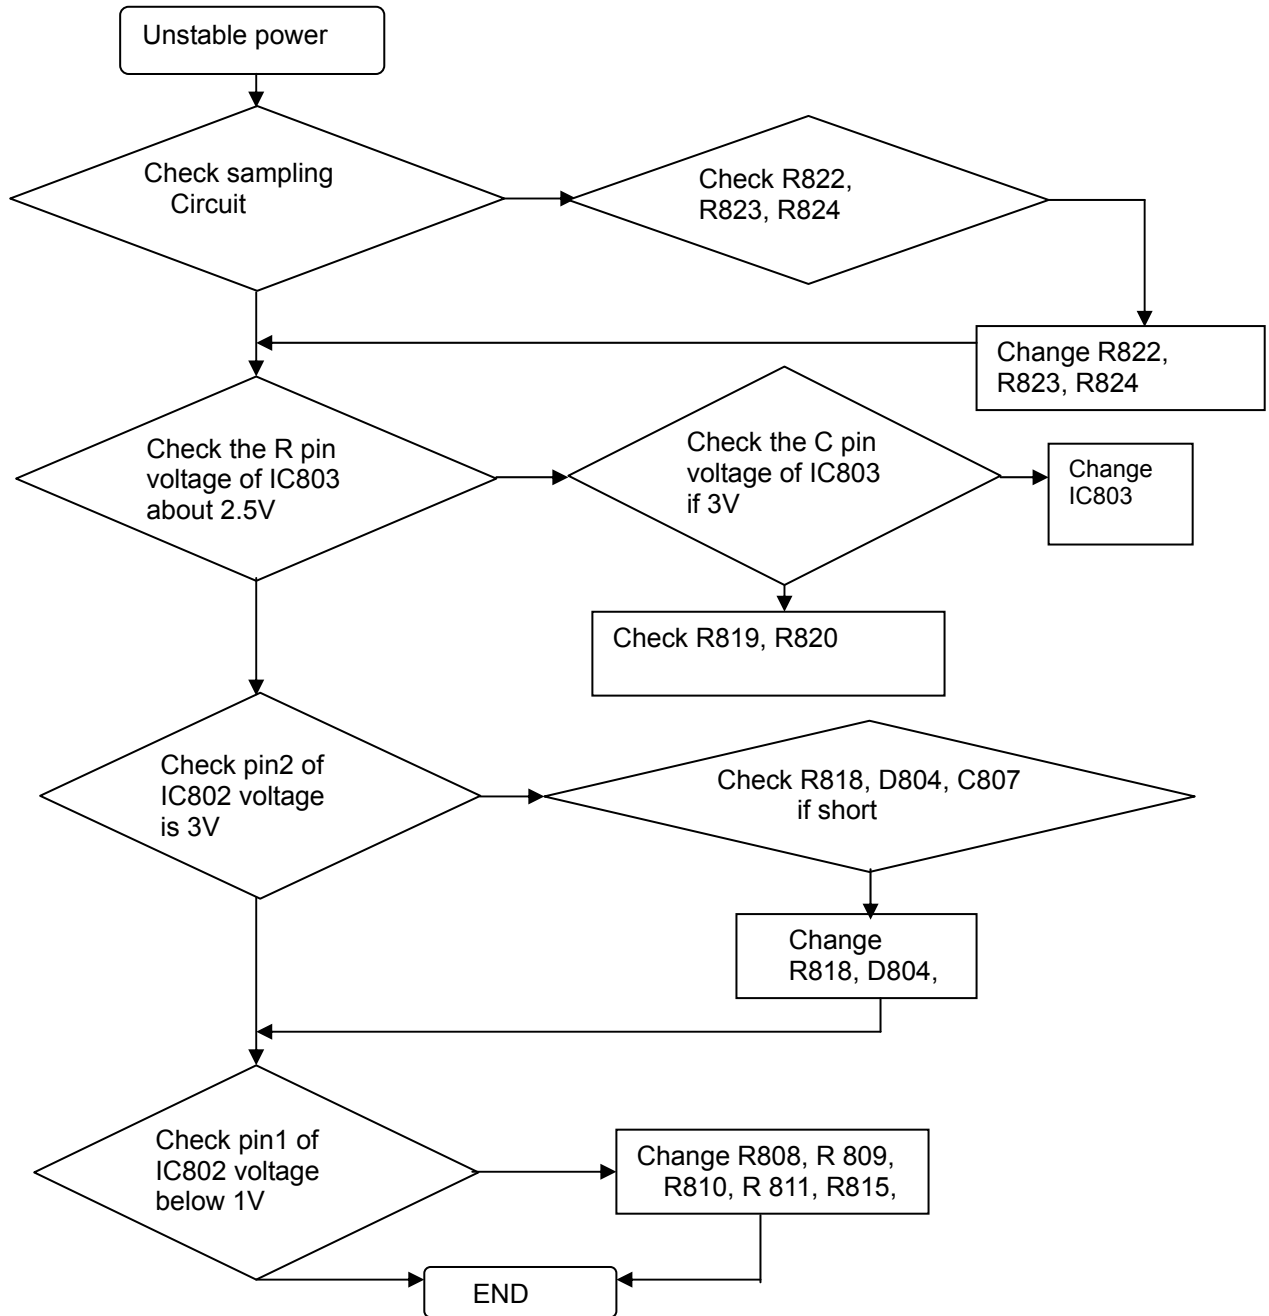 Unstable power
Check sampling
Circuit
Check R822,
R823, R824
Change R822,
R823, R824
Check the R pin
voltage of IC803
about 2.5V
Check the C pin
voltage of IC803
if 3V
Change
IC803
Check R819, R820
Check pin2 of
IC802 voltage
is 3V
Check R818, D804, C807
if short
Change
R818, D804,
Check pin1 of
IC802 voltage
below 1V
Change R808, R 809,
R810, R 811, R815,
END